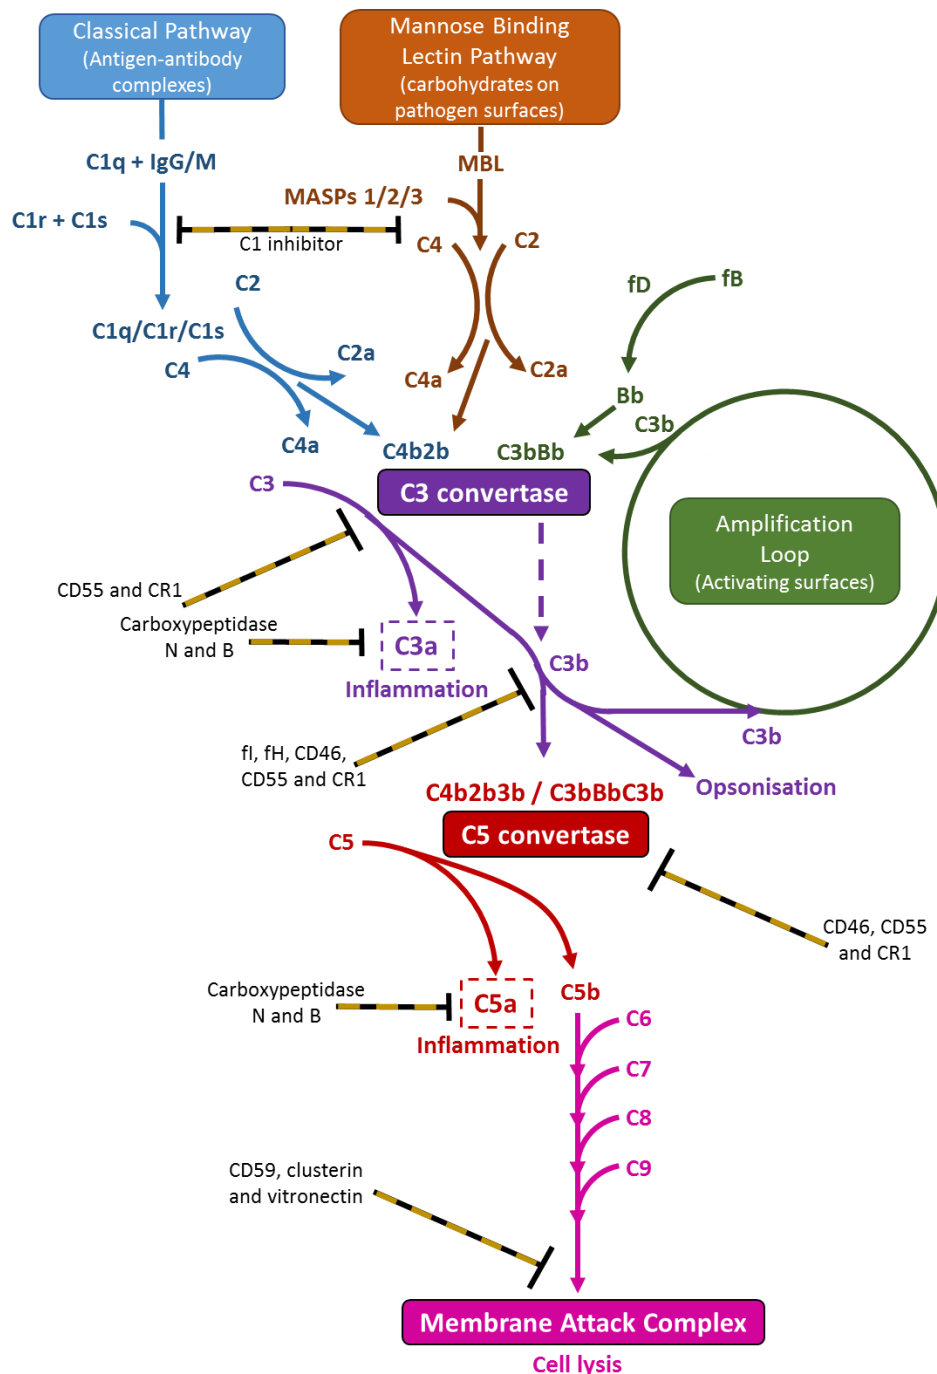 Classical Pathway
(Antigen-antibody
complexes)
Mannose Binding
Lectin Pathway
(carbohydrates on
pathogen surfaces)
C1q + IgG/M
MBL
MASPs 1/2/3
C1r + C1s
C1 inhibitor
C4
C2
C2
fD
fB
C1q/C1r/C1s
C4
C2a
C4a
C2a
Bb
C3b
C4a
C4b2b
C3bBb
C3
C3 convertase
Amplification
Loop
(Activating surfaces)
CD55 and CR1
Carboxypeptidase
N and B
C3a
Inflammation
C3b
C3b
fI, fH, CD46,
CD55 and CR1
Opsonisation
C4b2b3b / C3bBbC3b
C5 convertase
C5
CD46, CD55
and CR1
Carboxypeptidase
N and B
C5a
Inflammation
C5b
C6
C7
C8
C9
CD59, clusterin
and vitronectin
Membrane Attack Complex
Cell lysis